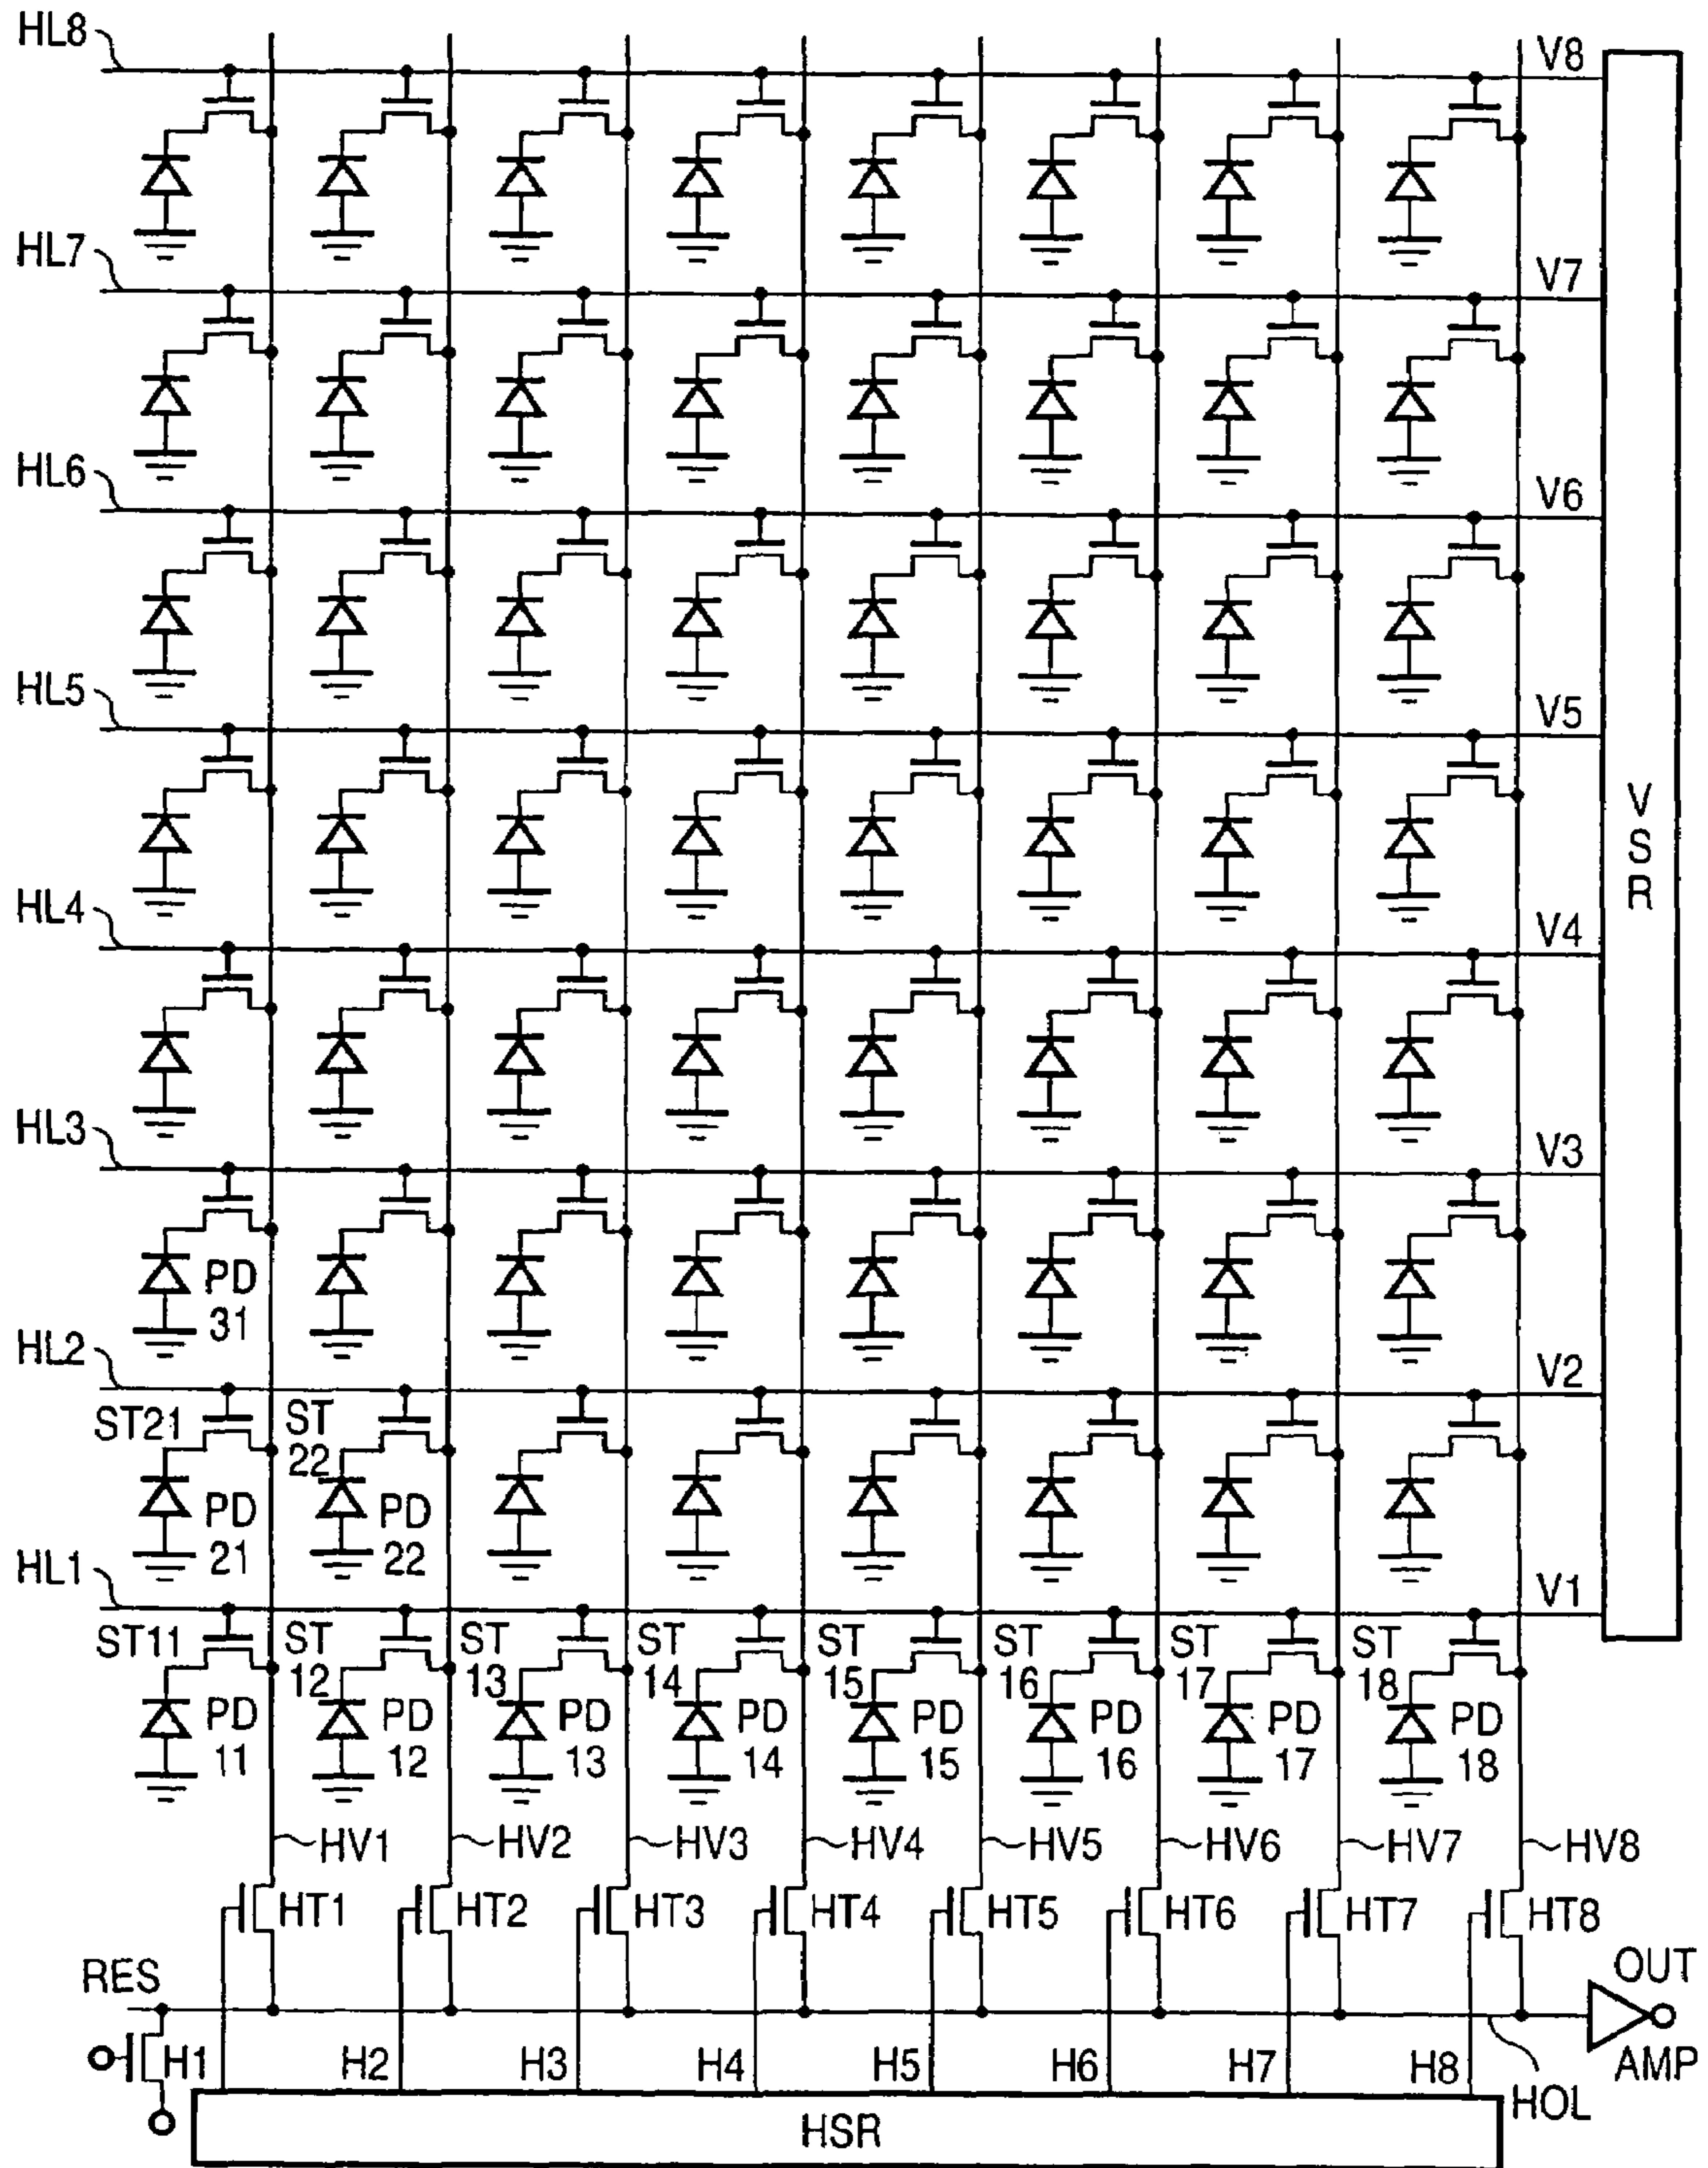 HL8
V8
HL7
V7
HL6
V6
HL5
V5
V
S
R
HL4
V4
HL3
V3
PD
31
HL2
V2
ST21
ST
22
PD
21
PD
22
HL1
V1
ST11
ST
12
ST
13
ST
14
ST
15
ST
16
ST
17
ST
18
PD
11
PD
12
PD
13
PD
14
PD
15
PD
16
PD
17
PD
18
HV1
HV2
HV3
HV4
HV5
HV6
HV7
HV8
HT1
HT2
HT3
HT4
HT5
HT6
HT7
HT8
RES
OUT
H1
H2
H3
H4
H5
H6
H7
H8
AMP
HOL
HSR